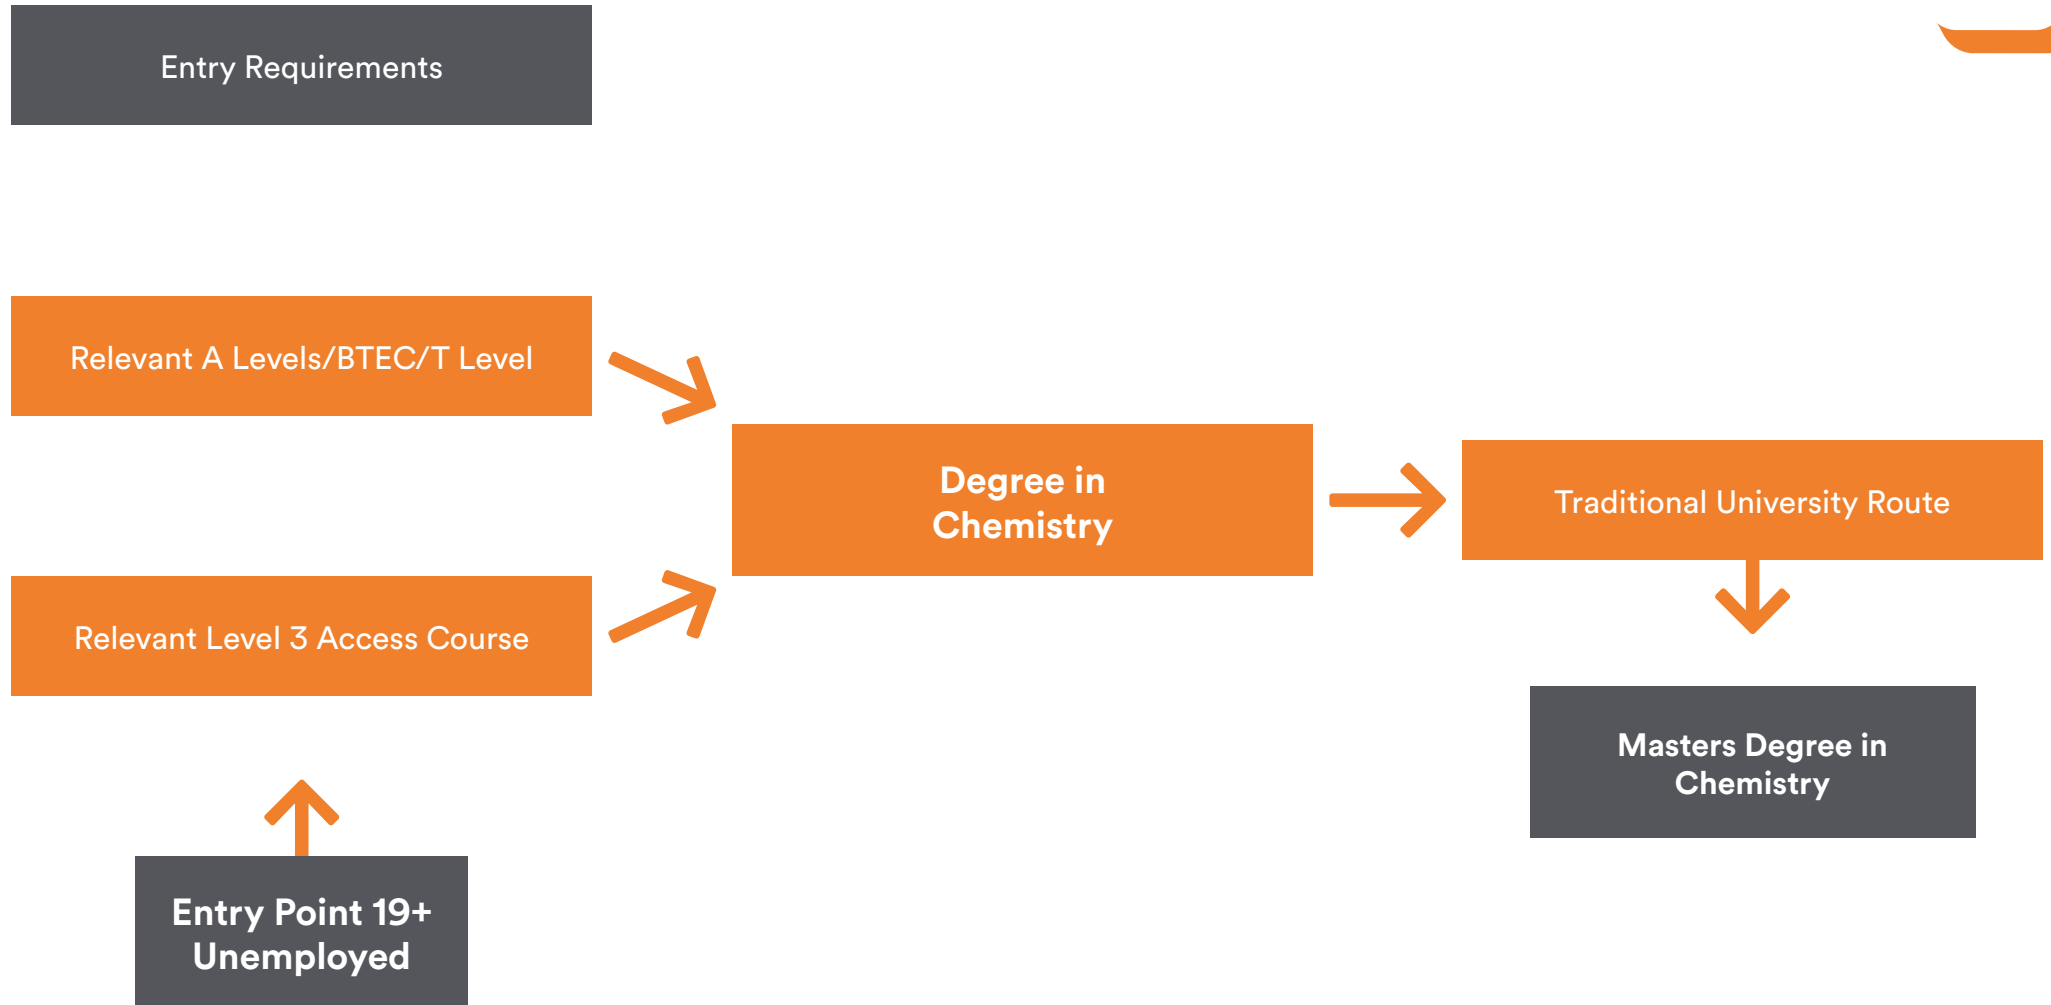 Entry Requirements
Relevant A Levels/BTEC/T Level
Relevant Level 3 Access Course
Entry Point 19+
Unemployed
Degree in
Chemistry
Traditional University Route
Masters Degree in
Chemistry